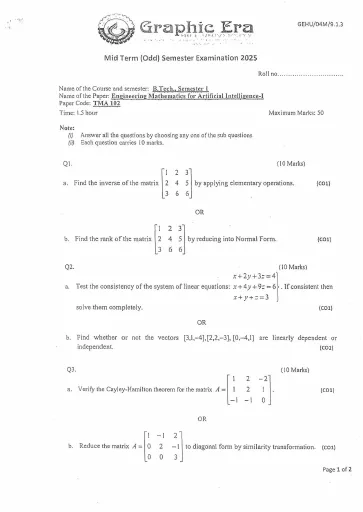 GEHU/04M/9.1.3
Graphic Era
HILL UNIVERSITY
Mid Term (Odd) Semester Examination 2025
Roll no..............................
Name of the Course and semester: B.Tech., Semester 1
Name of the Paper: Engineering Mathematics for Artificial Intelligence-I
Paper Code: TMA 102
Time: 1.5 hour Maximum Marks: 50
Note:
(i) Answer all the questions by choosing any one of the sub questions
(ii) Each question carries 10 marks.
Q1. (10 Marks)
a. Find the inverse of the matrix [1 2 3; 2 4 5; 3 6 6] by applying elementary operations. (CO1)
OR
b. Find the rank of the matrix [1 2 3; 2 4 5; 3 6 6] by reducing into Normal Form. (CO1)
Q2. (10 Marks)
a. Test the consistency of the system of linear equations: x+2y+3z=4 x+4y+9z=6 x+y+z=3 }. If consistent then
solve them completely. (CO1)
OR
b. Find whether or not the vectors [3,1,-4],[2,2,-3],[0,-4,1] are linearly dependent or
independent. (CO1)
Q3. (10 Marks)
a. Verify the Cayley-Hamilton theorem for the matrix A = [1 2 -2; 1 2 1; -1 -1 0]. (CO1)
OR
b. Reduce the matrix A = [1 -1 2; 0 2 -1; 0 0 3] to diagonal form by similarity transformation. (CO1)
Page 1 of 2